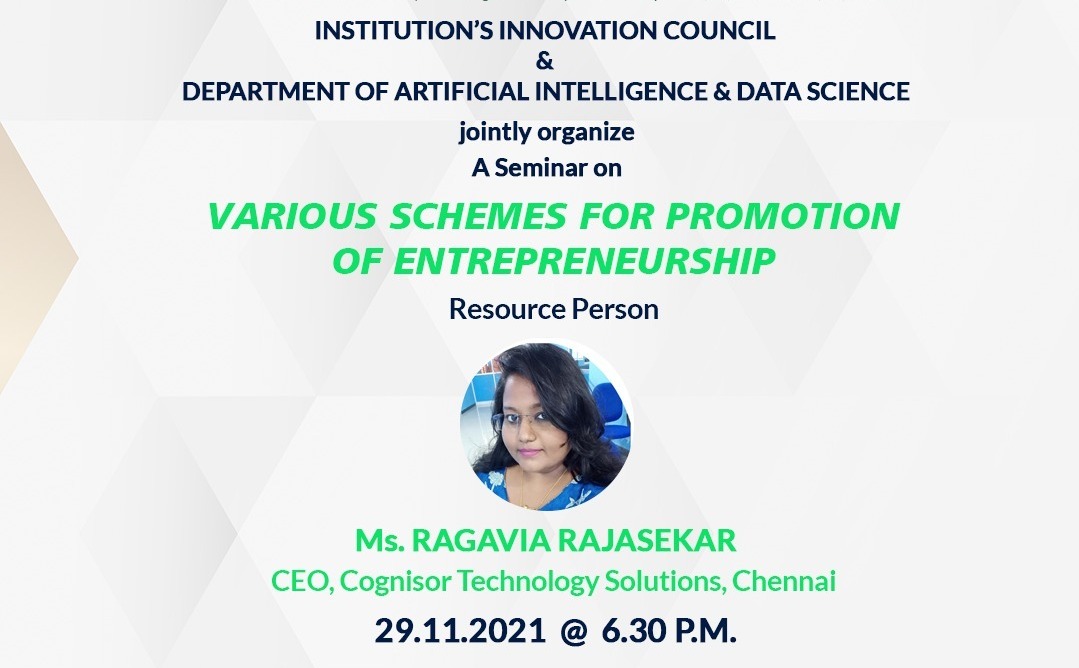 INSTITUTION’S INNOVATION COUNCIL
&
DEPARTMENT OF ARTIFICIAL INTELLIGENCE & DATA SCIENCE
jointly organize
A Seminar on
VARIOUS SCHEMES FOR PROMOTION
OF ENTREPRENEURSHIP
Resource Person
Ms. RAGAVIA RAJASEKAR
CEO, Cognisor Technology Solutions, Chennai
29.11.2021 @ 6.30 P.M.